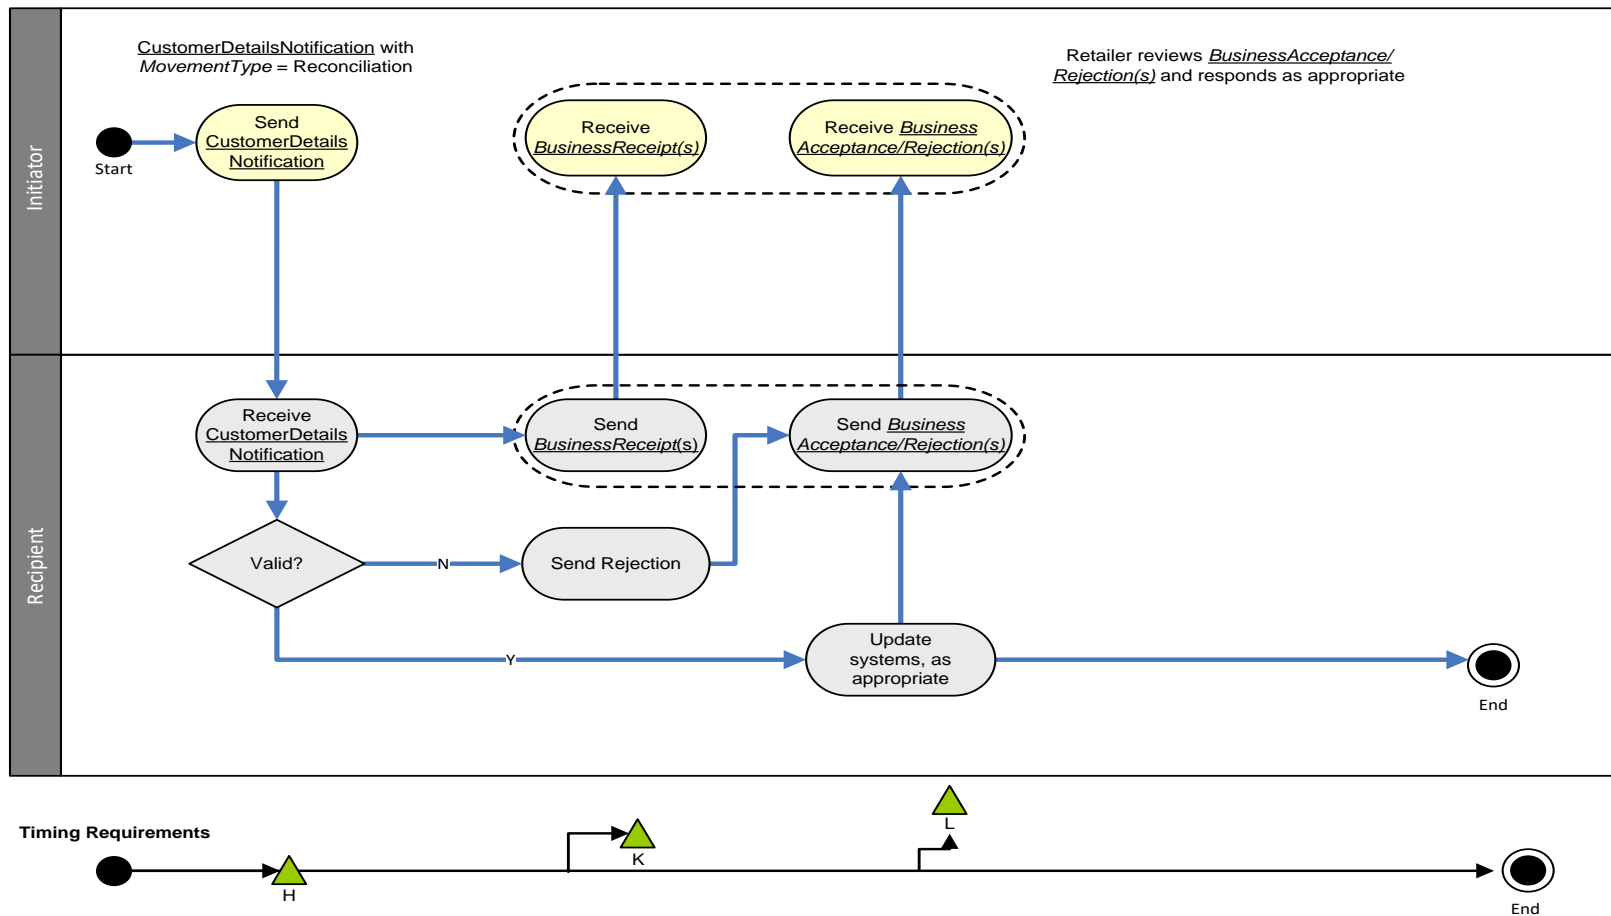 Initiator
CustomerDetailsNotification with
MovementType = Reconciliation
Retailer reviews BusinessAcceptance/
Rejection(s) and responds as appropriate
Start
Send
CustomerDetails
Notification
Receive
BusinessReceipt(s)
Receive Business
Acceptance/Rejection(s)
Recipient
Receive
CustomerDetails
Notification
Send
BusinessReceipt(s)
Send Business
Acceptance/Rejection(s)
Valid?
N
Send Rejection
Y
Update
systems, as
appropriate
End
Timing Requirements
H
K
L
End